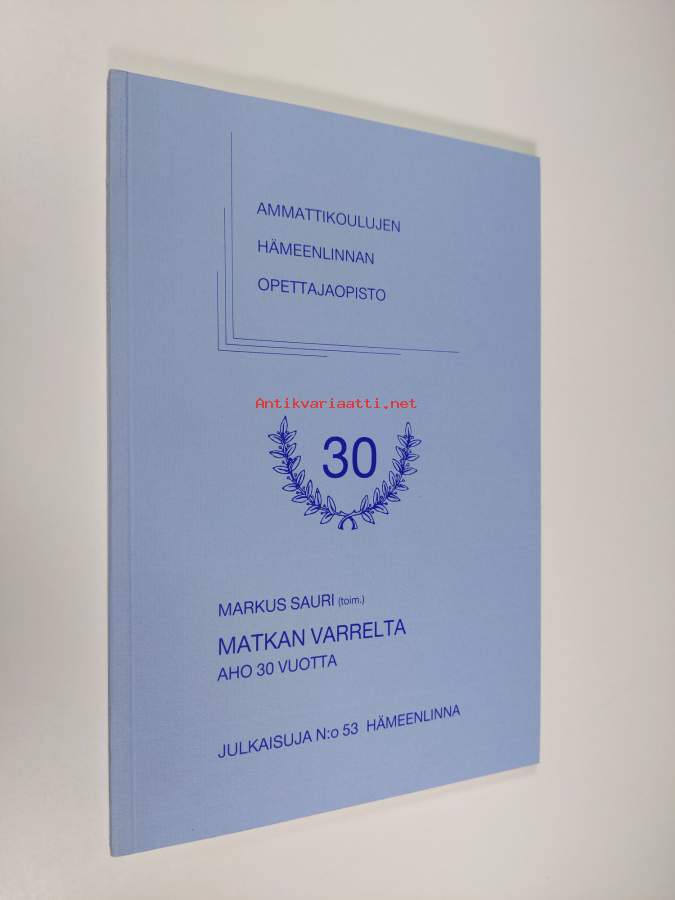 AMMATTIKOULUJEN
HÄMEENLINNAN
OPETTAJAOPISTO
Antikvariaatti.net
30
MARKUS SAURI (toim.)
MATKAN VARRELTA
AHO 30 VUOTTA
JULKAISUJA N:o 53 HÄMEENLINNA